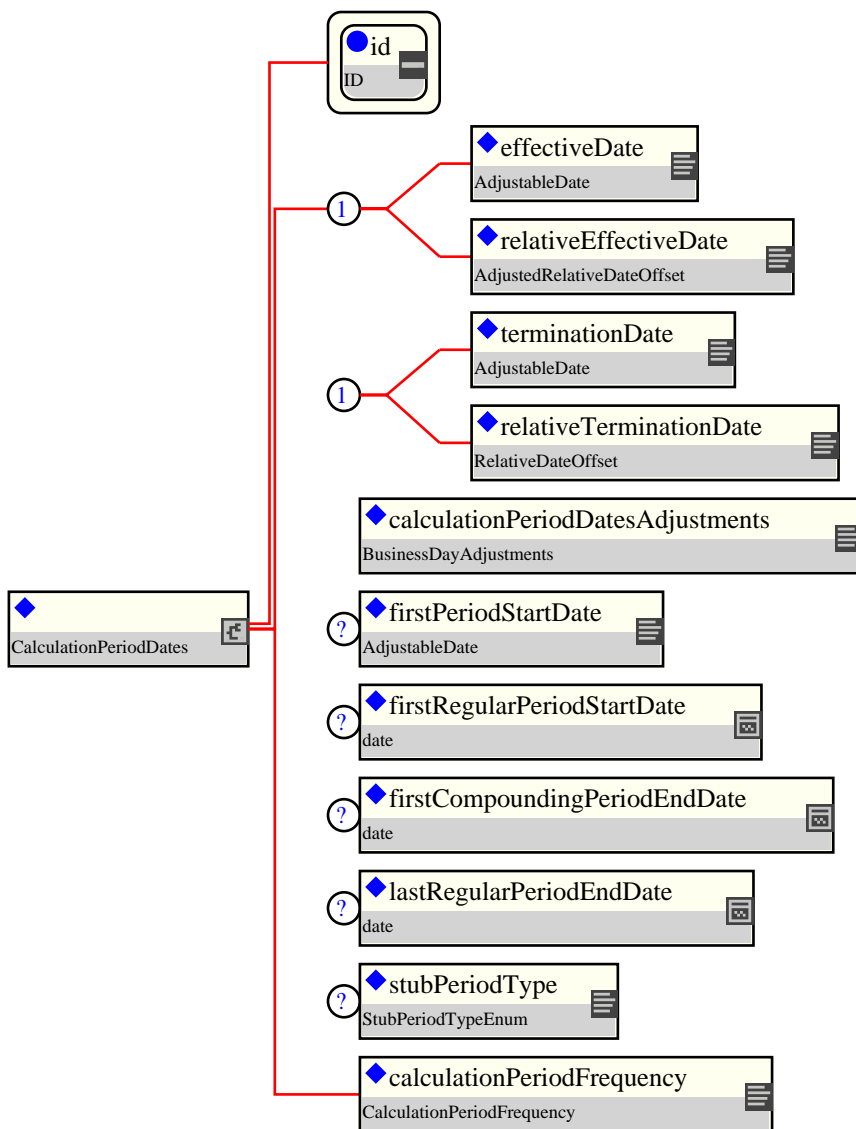 id
ID
effectiveDate
AdjustableDate
1
relativeEffectiveDate
AdjustedRelativeDateOffset
terminationDate
AdjustableDate
1
relativeTerminationDate
RelativeDateOffset
calculationPeriodDatesAdjustments
BusinessDayAdjustments
CalculationPeriodDates
?
firstPeriodStartDate
AdjustableDate
?
firstRegularPeriodStartDate
date
?
firstCompoundingPeriodEndDate
date
?
lastRegularPeriodEndDate
date
?
stubPeriodType
StubPeriodTypeEnum
calculationPeriodFrequency
CalculationPeriodFrequency